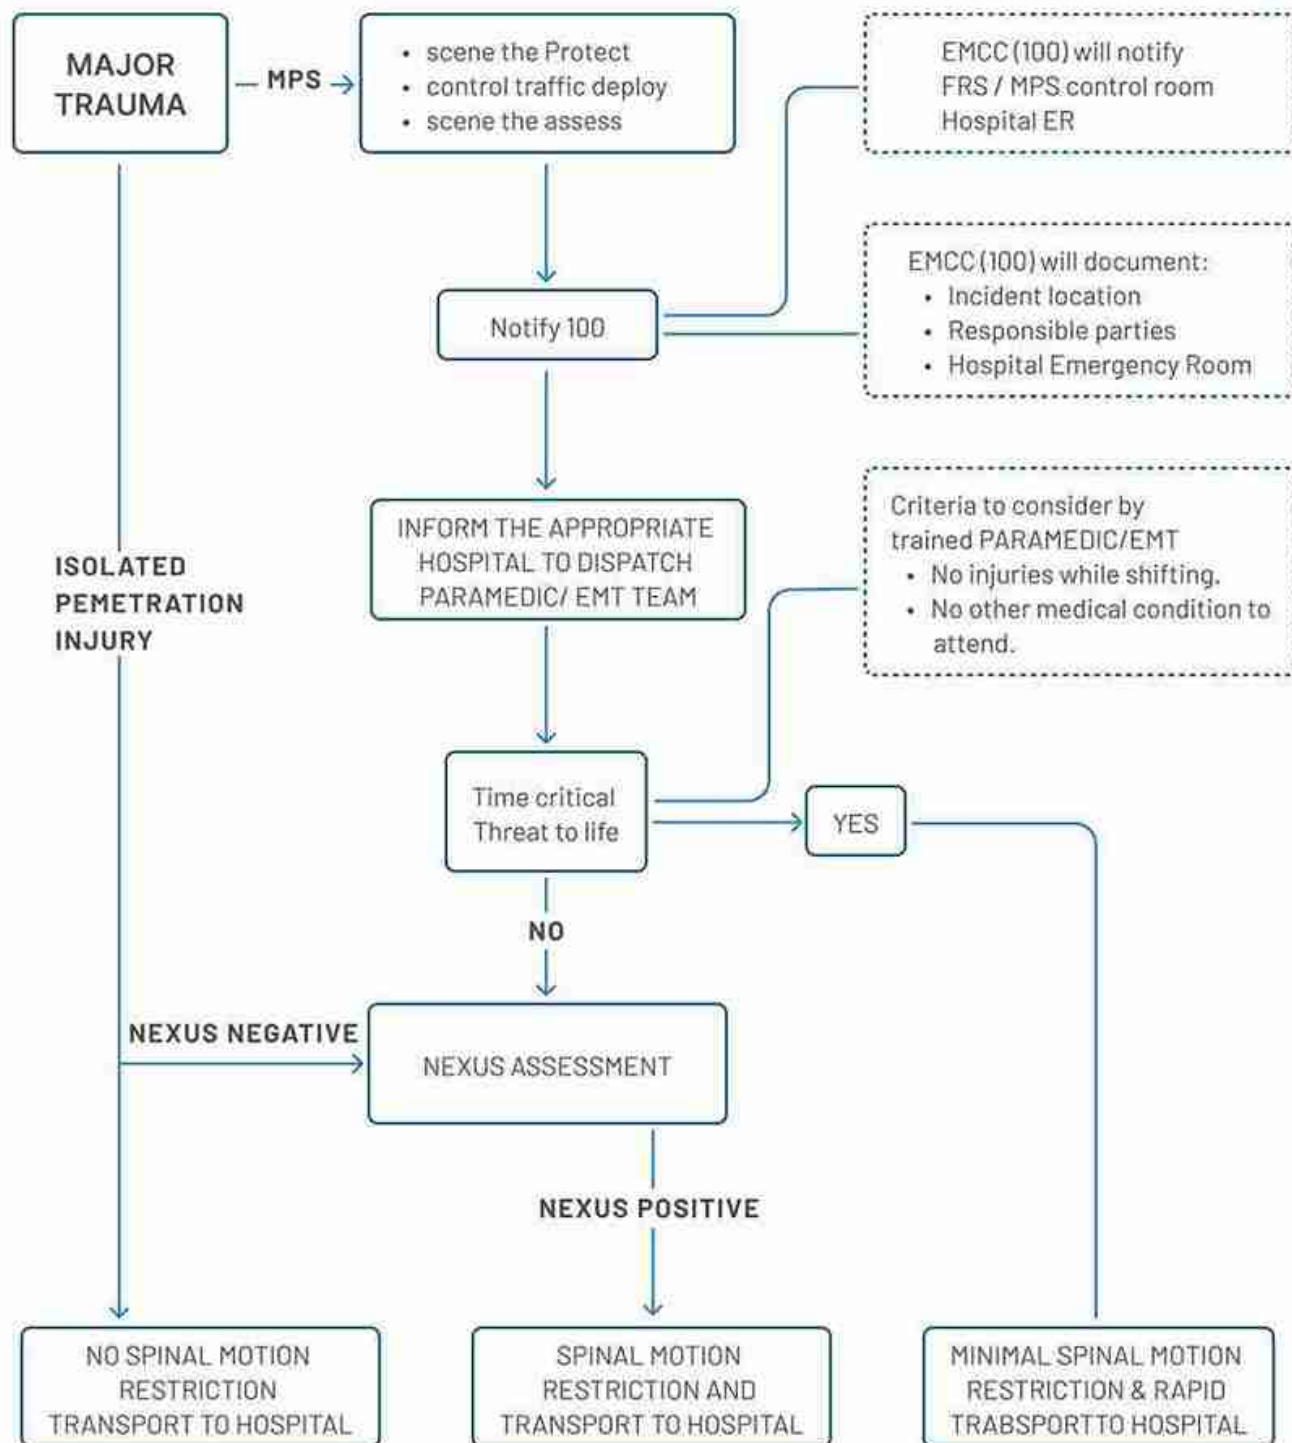 MAJOR
TRAUMA
MPS
• scene the Protect
• control traffic deploy
• scene the assess
EMCC (100) will notify
FRS / MPS control room
Hospital ER
Notify 100
EMCC (100) will document:
• Incident location
• Responsible parties
• Hospital Emergency Room
INFORM THE APPROPRIATE
HOSPITAL TO DISPATCH
PARAMEDIC/ EMT TEAM
Criteria to consider by
trained PARAMEDIC/EMT
• No injuries while shifting.
• No other medical condition to
attend.
ISOLATED
PEMETRATION
INJURY
Time critical
Threat to life
YES
NO
NEXUS NEGATIVE
NEXUS ASSESSMENT
NEXUS POSITIVE
NO SPINAL MOTION
RESTRICTION
TRANSPORT TO HOSPITAL
SPINAL MOTION
RESTRICTION AND
TRANSPORT TO HOSPITAL
MINIMAL SPINAL MOTION
RESTRICTION & RAPID
TRABSPORTTO HOSPITAL